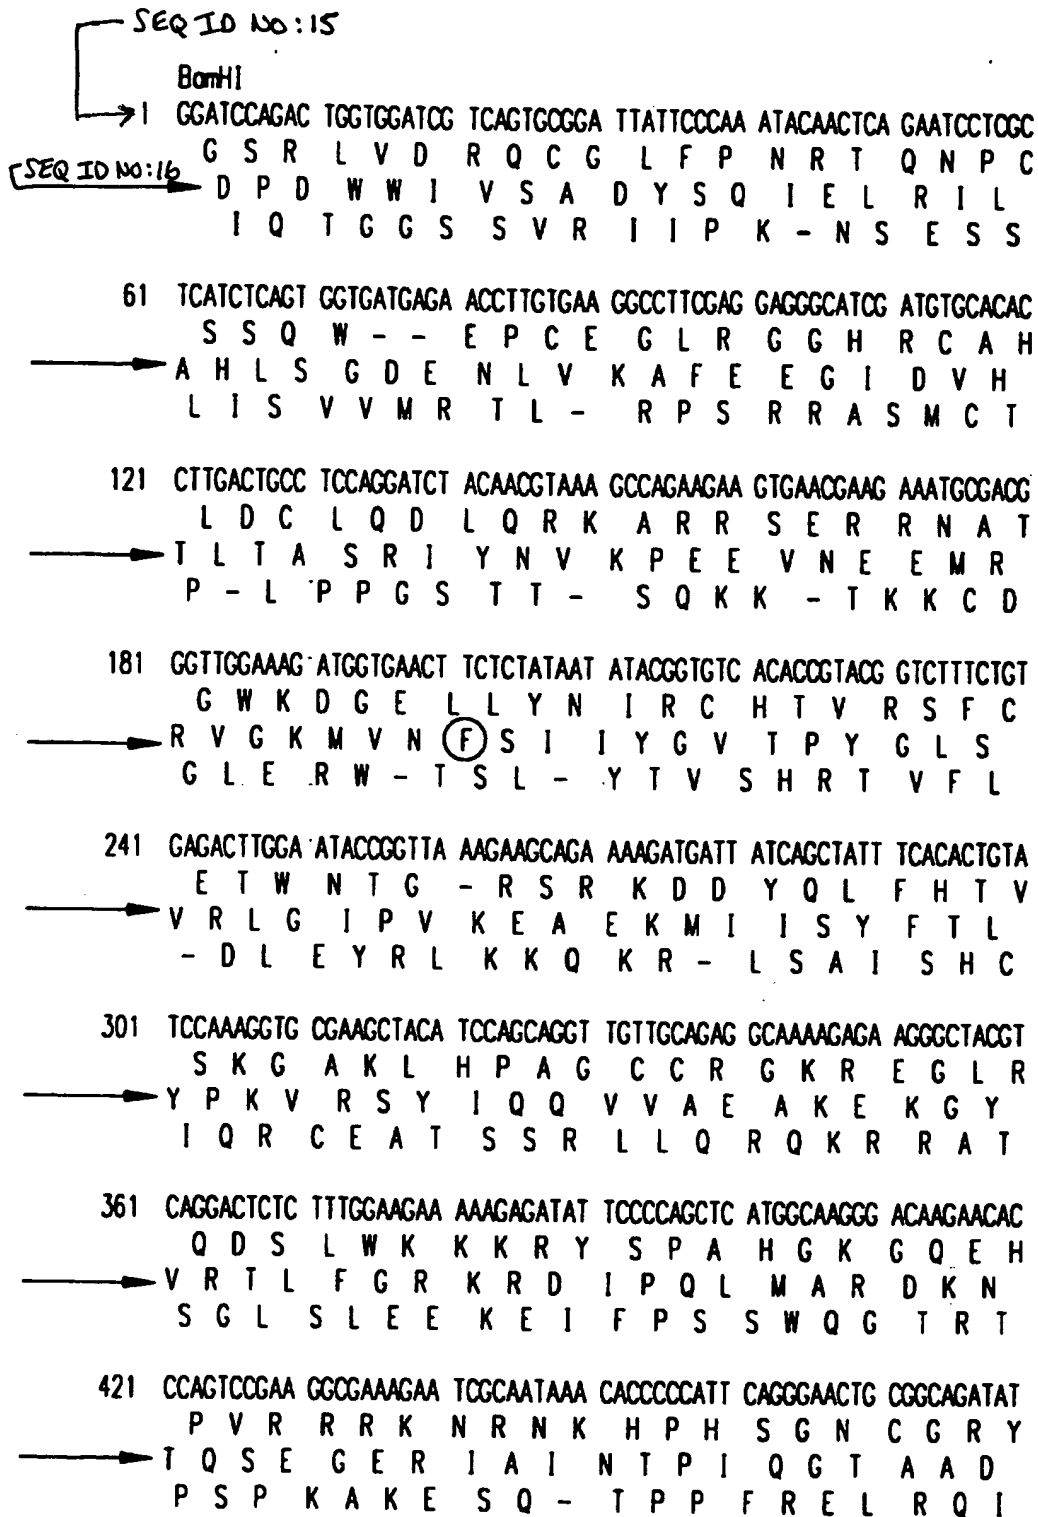 SEQ ID NO:15
BamHI
1 GGATCCAGAC TGGTGGATCG TCAGTGCGGA TTATTCCCAA ATACAACTCA GAATCCTCGC
G S R L V D R Q C G L F P N R T Q N P C
SEQ ID NO:16 D P D W W I V S A D Y S Q I E L R I L
I Q T G G S S V R I I P K - N S E S S
61 TCATCTCAGT GGTGATGAGA ACCTTGTGAA GGCCTTCGAG GAGGGCATCG ATGTGCACAC
S S Q W - - E P C E G L R G G H R C A H
A H L S G D E N L V K A F E E G I D V H
L I S V V M R T L - R P S R R A S M C T
121 CTTGACTGCC TCCAGGATCT ACAACGTAAA GCCAGAAGAA GTGAACGAAG AAATGCGACG
L D C L Q D L Q R K A R R S E R R N A T
T L T A S R I Y N V K P E E V N E E M R
P - L P P G S T T - S Q K K - T K K C D
181 GGTTGGAAAG ATGGTGAACT TCTCTATAAT ATACGGTGTC ACACCGTACG GTCTTTCTGT
G W K D G E L L Y N I R C H T V R S F C
R V G K M V N F S I I Y G V T P Y G L S
G L E R W - T S L - Y T V S H R T V F L
241 GAGACTTGGA ATACCGGTTA AAGAAGCAGA AAAGATGATT ATCAGCTATT TCACACTGTA
E T W N T G - R S R K D D Y Q L F H T V
V R L G I P V K E A E K M I I S Y F T L
- D L E Y R L K K Q K R - L S A I S H C
301 TCCAAAGGTG CGAAGCTACA TCCAGCAGGT TGTTGCAGAG GCAAAAGAGA AGGGCTACGT
S K G A K L H P A G C C R G K R E G L R
Y P K V R S Y I Q Q V V A E A K E K G Y
I Q R C E A T S S R L L Q R Q K R R A T
361 CAGGACTCTC TTTGGAAGAA AAAGAGATAT TCCCCAGCTC ATGGCAAGGG ACAAGAACAC
Q D S L W K K K R Y S P A H G K G Q E H
V R T L F G R K R D I P Q L M A R D K N
S G L S L E E K E I F P S S W Q G T R T
421 CCAGTCCGAA GGCGAAAGAA TCGCAATAAA CACCCCCATT CAGGGAACTG CGGCAGATAT
P V R R R K N R N K H P H S G N C G R Y
T Q S E G E R I A I N T P I Q G T A A D
P S P K A K E S Q - T P P F R E L R Q I